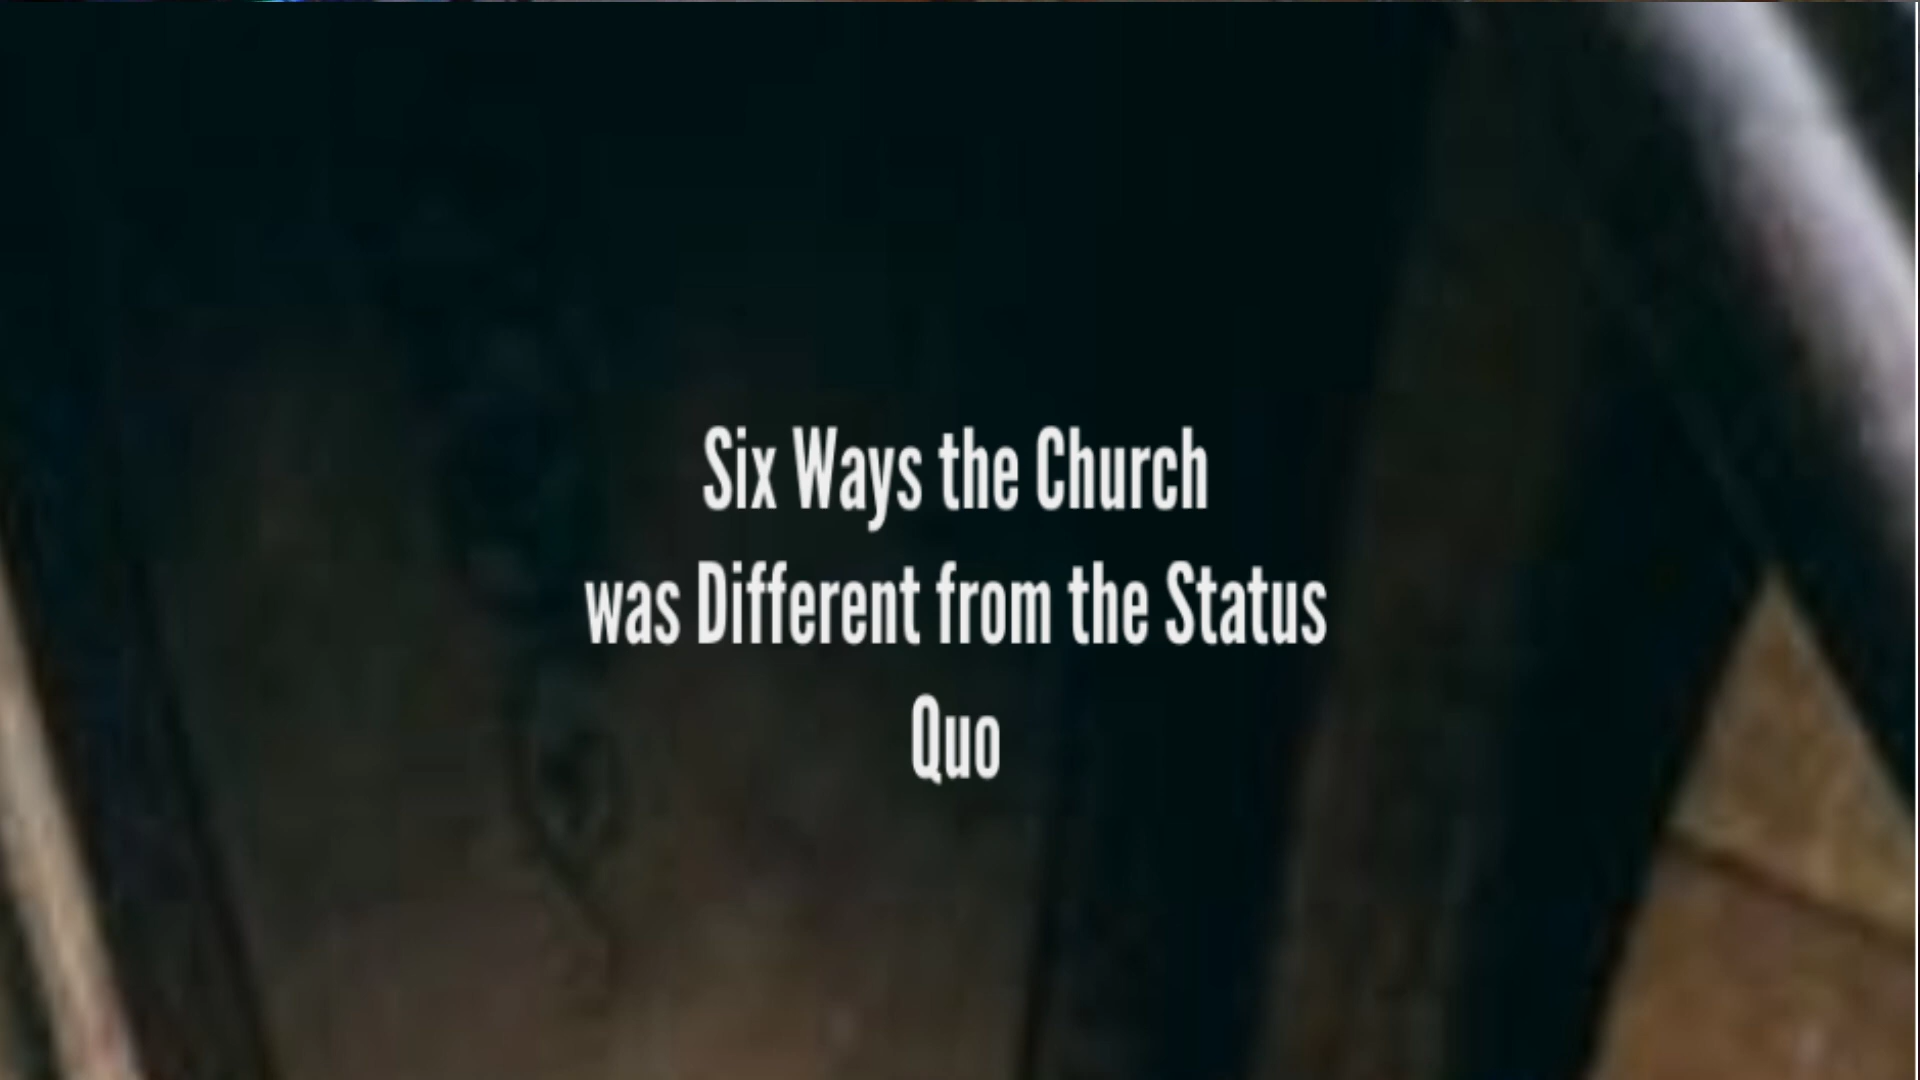 Six Ways the Church
was Different from the Status
Quo